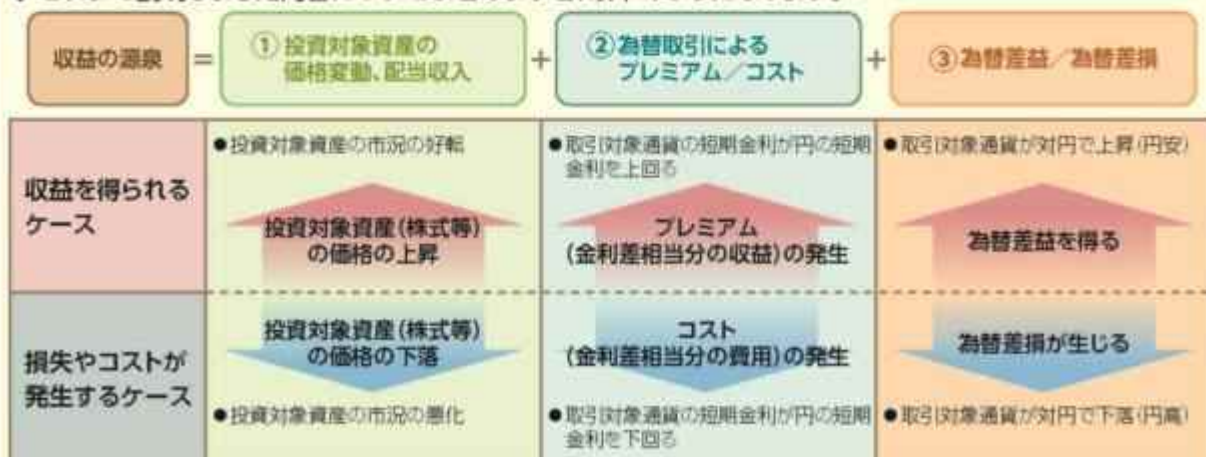 収益の源泉
=
①投資対象資産の
価格変動、配当収入
+
②為替取引による
プレミアム/コスト
+
③為替差益/為替差損
収益を得られる
ケース
●投資対象資産の市況の好転
投資対象資産(株式等)
の価格の上昇
●取引対象通貨の短期金利が円の短期
金利を上回る
プレミアム
(金利差相当分の収益)の発生
●取引対象通貨が対円で上昇(円安)
為替差益を得る
損失やコストが
発生するケース
投資対象資産(株式等)
の価格の下落
●投資対象資産の市況の悪化
コスト
(金利差相当分の費用)の発生
●取引対象通貨の短期金利が円の短期
金利を下回る
為替差損が生じる
●取引対象通貨が対円で下落(円高)